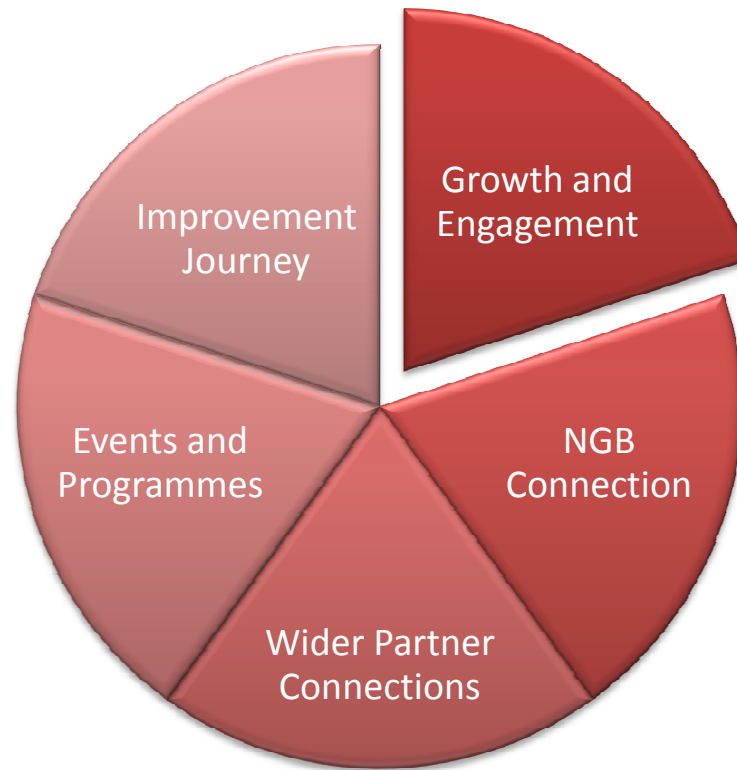 Growth and
Engagement
NGB
Connection
Wider Partner
Connections
Events and
Programmes
Improvement
Journey